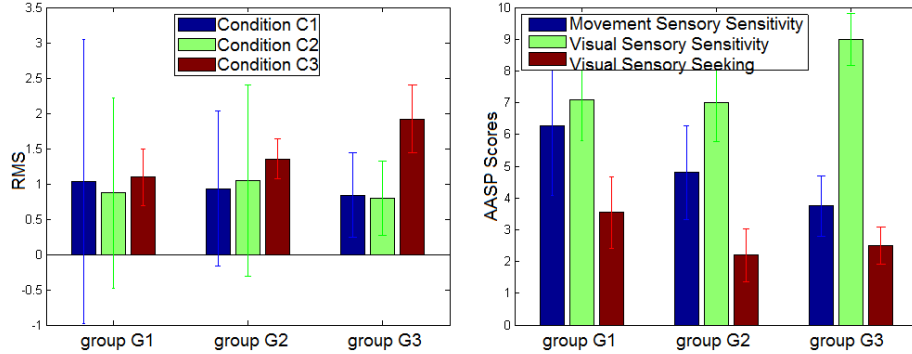 3.5
3
2.5
2
1.5
1
0.5
0
-0.5
-1
RMS
Condition C1
Condition C2
Condition C3
group G1 group G2 group G3
10
9
8
7
6
5
4
3
2
1
0
AASP Scores
Movement Sensory Sensitivity
Visual Sensory Sensitivity
Visual Sensory Seeking
group G1 group G2 group G3